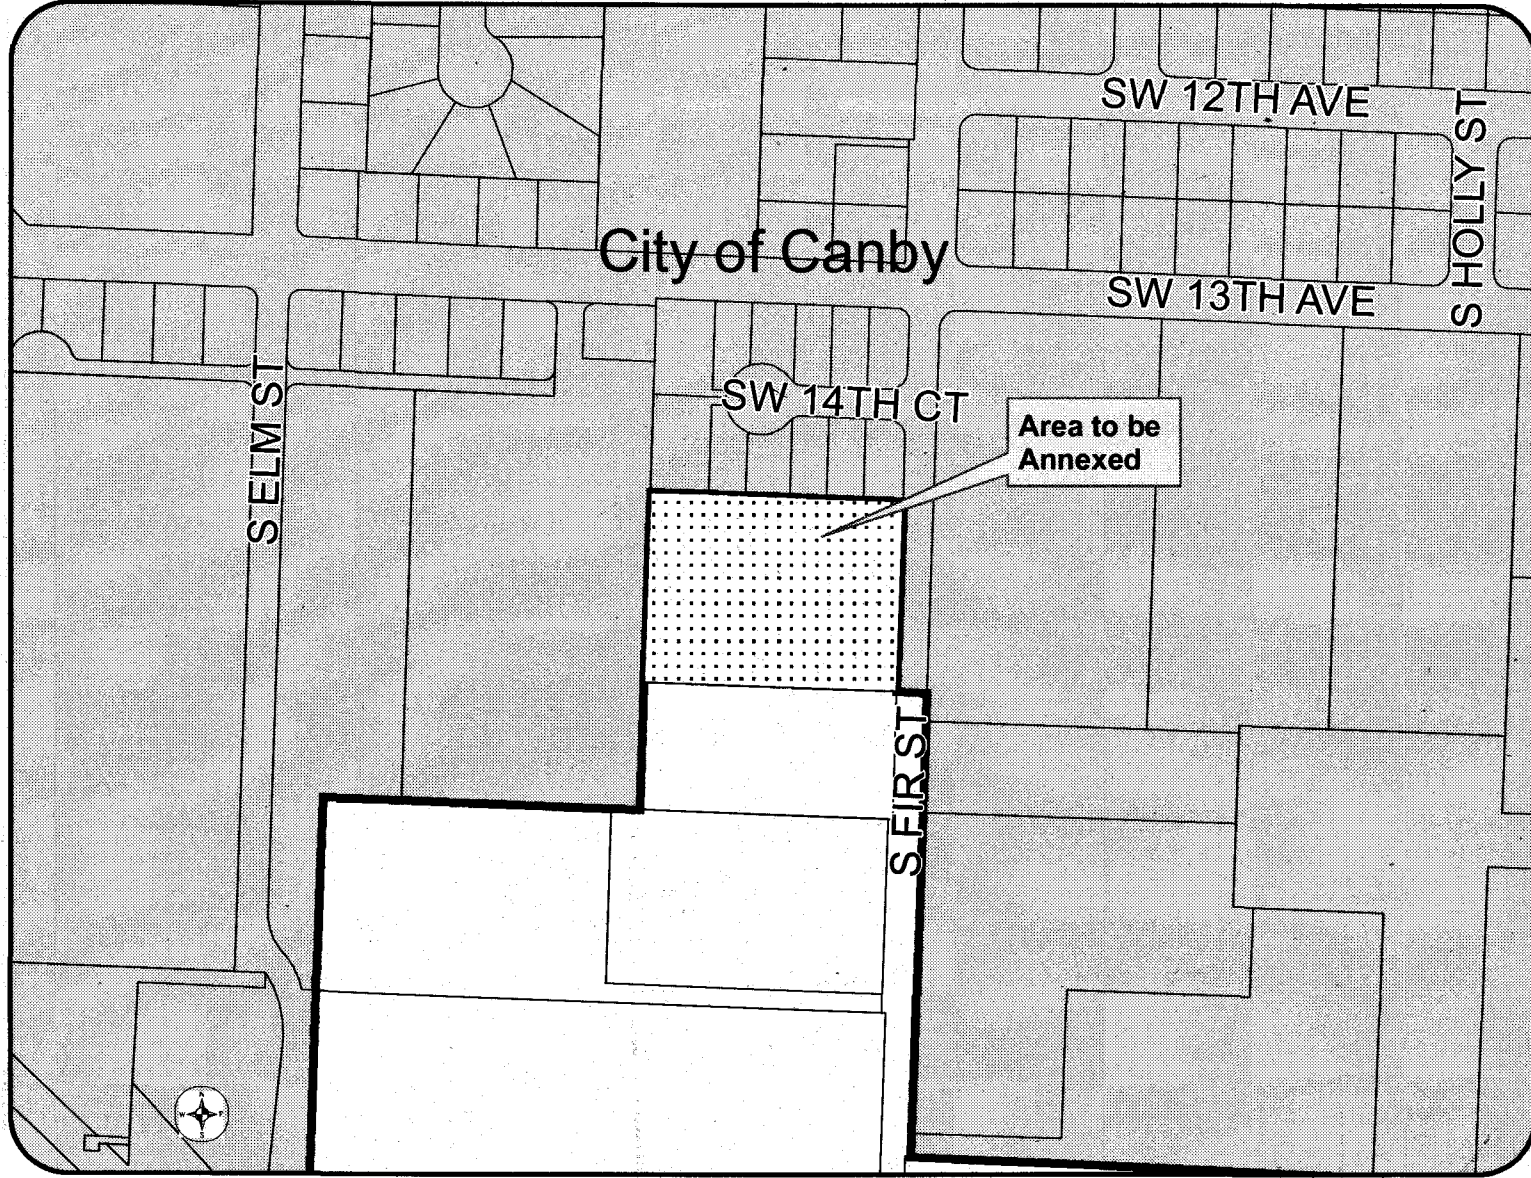 SW 12TH AVE
S HOLLY ST
City of Canby
SW 13TH AVE
S ELM ST
SW 14TH CT
Area to be
Annexed
S FIR ST
N
W
S